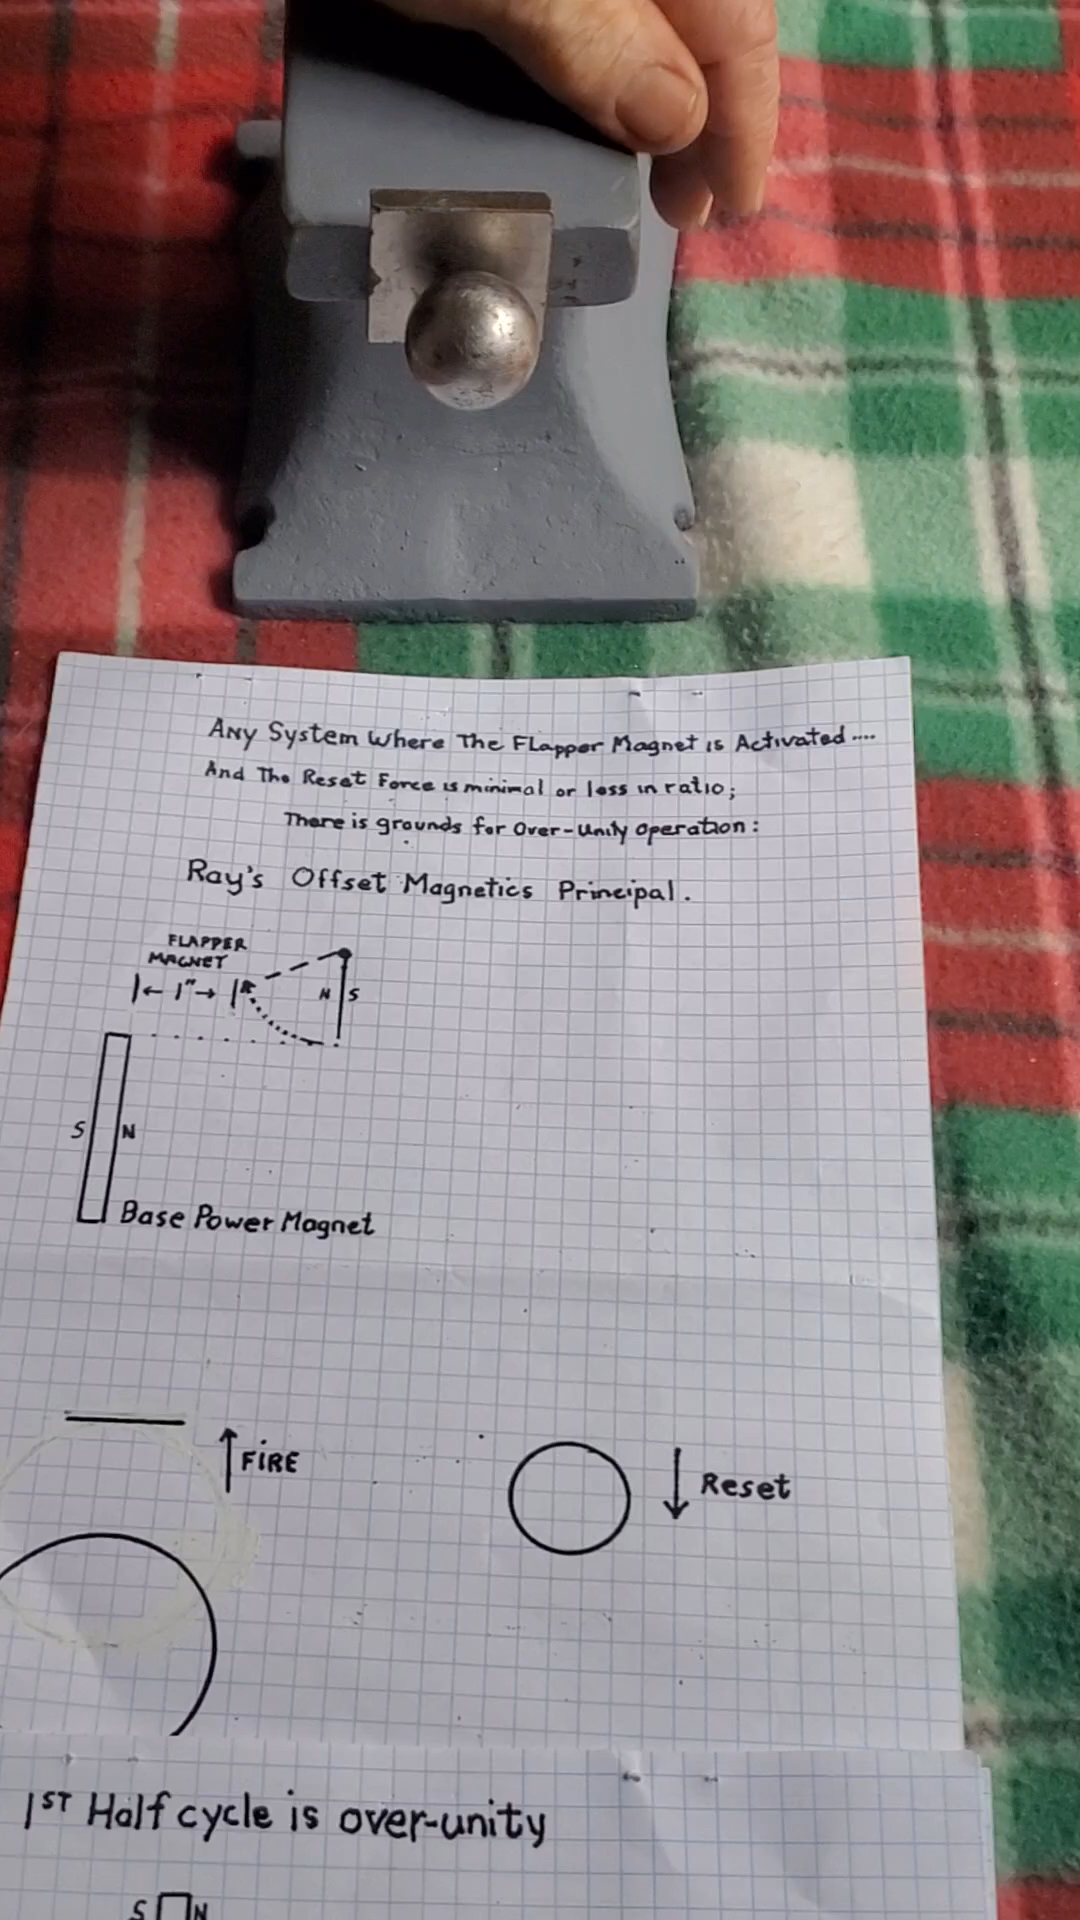 Any System Where The Flapper Magnet is Activated....
And The Reset Force is minimal or less in ratio;
There is grounds for Over-Unity Operation:
Ray's Offset Magnetics Principal.
FLAPPER
MAGNET
1"
N S
S N
Base Power Magnet
FIRE
Reset
1ST Half cycle is over-unity
S N